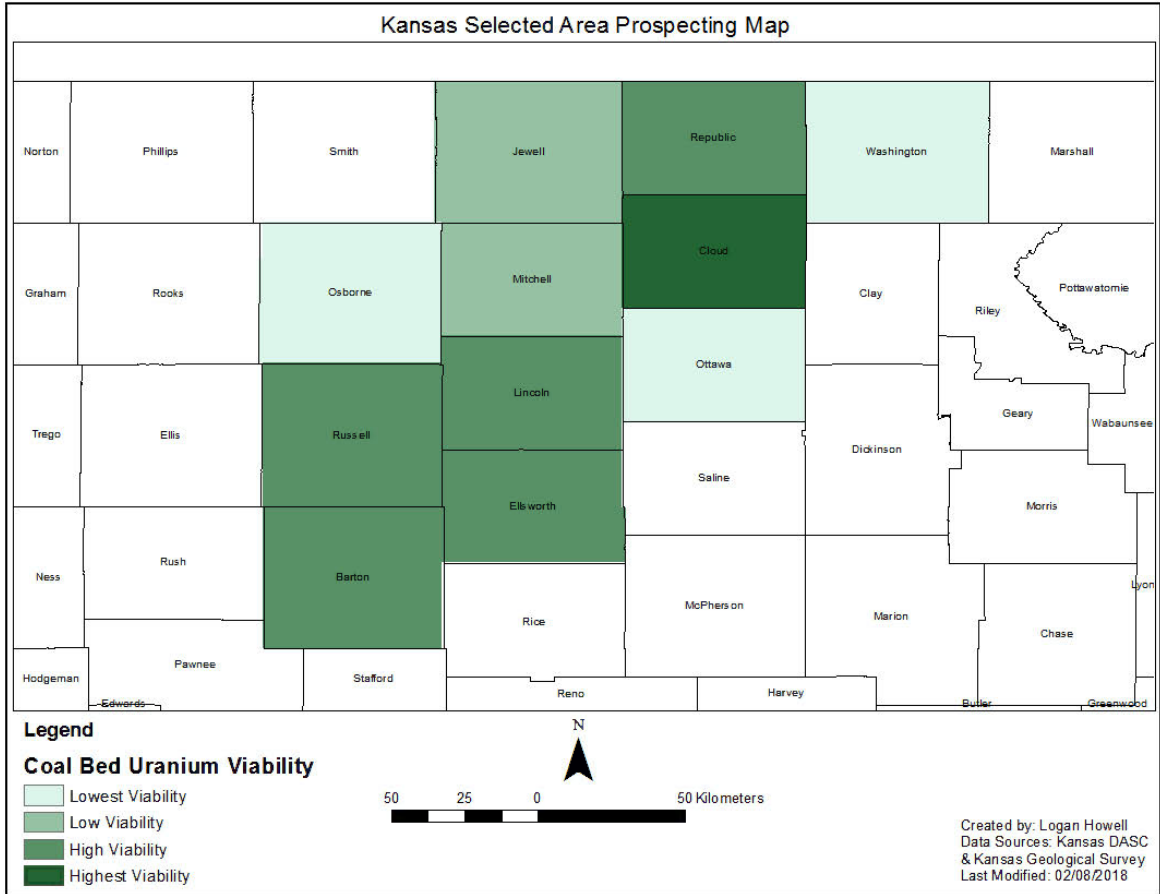 Kansas Selected Area Prospecting Map
Norton
Phillips
Smith
Jewell
Republic
Washington
Marshall
Graham
Rooks
Osborne
Mitchell
Cloud
Clay
Riley
Pottawatomie
Trego
Ellis
Russell
Lincoln
Ottawa
Saline
Dickinson
Geary
Wabaunsee
Ness
Rush
Barton
Ellsworth
Rice
McPherson
Marion
Morris
Chase
Lyon
Hodgeman
Pawnee
Edwards
Stafford
Reno
Harvey
Butler
Greenwood
Legend
Coal Bed Uranium Viability
Lowest Viability
Low Viability
High Viability
Highest Viability
N
50 25 0 50 Kilometers
Created by: Logan Howell
Data Sources: Kansas DASC
& Kansas Geological Survey
Last Modified: 02/08/2018